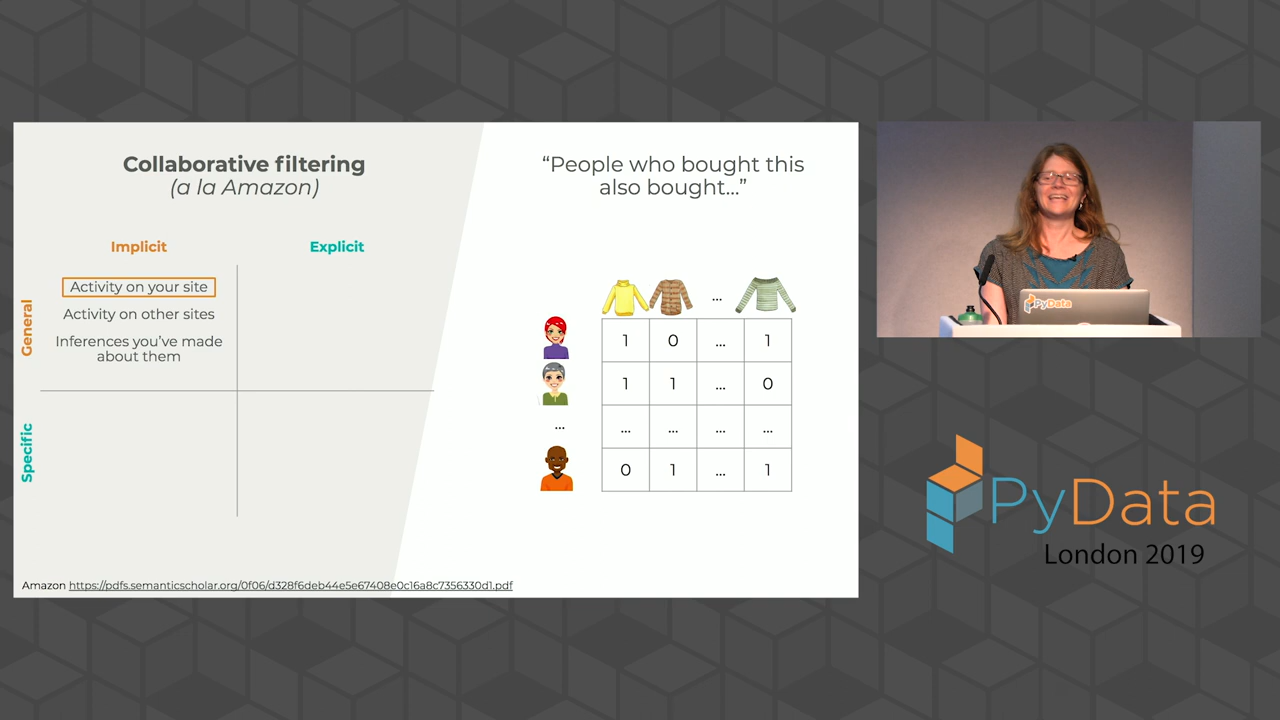 Collaborative filtering
(a la Amazon)
Implicit
Explicit
General
Activity on your site
Activity on other sites
Inferences you've made
about them
Specific
Amazon https://pdfs.semanticscholar.org/0f06/d328f6deb44e5e67408e0c16a8c7356330d1.pdf
“People who bought this
also bought…”
...
1 0 ... 1
1 1 ... 0
...
... ... ... ...
0 1 ... 1
PyData
PyData
London 2019